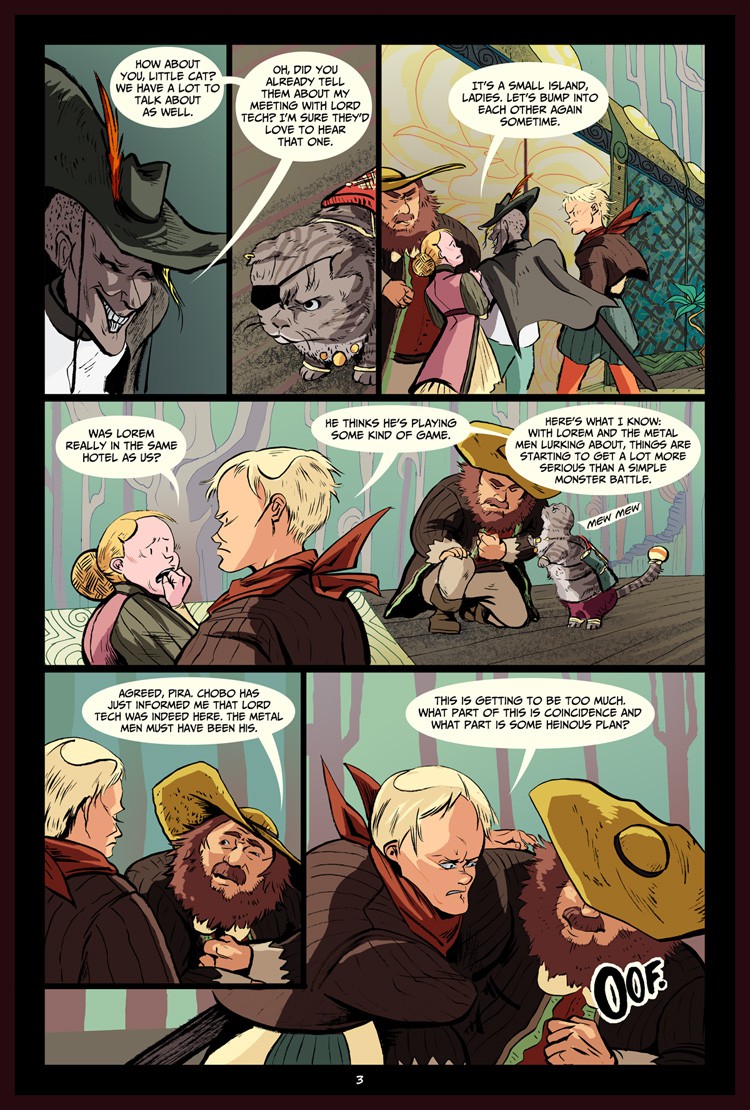 HOW ABOUT
YOU, LITTLE CAT?
WE HAVE A LOT TO
TALK ABOUT
AS WELL.
OH, DID YOU
ALREADY TELL
THEM ABOUT MY
MEETING WITH LORD
TECH? I'M SURE THEY'D
LOVE TO HEAR
THAT ONE.
IT'S A SMALL ISLAND,
LADIES. LET'S BUMP INTO
EACH OTHER AGAIN
SOMETIME.
WAS LOREM
REALLY IN THE SAME
HOTEL AS US?
HE THINKS HE'S PLAYING
SOME KIND OF GAME.
HERE'S WHAT I KNOW:
WITH LOREM AND THE METAL
MEN LURKING ABOUT, THINGS ARE
STARTING TO GET A LOT MORE
SERIOUS THAN A SIMPLE
MONSTER BATTLE.
MEW MEW
AGREED, PIRA. CHOBO HAS
JUST INFORMED ME THAT LORD
TECH WAS INDEED HERE. THE METAL
MEN MUST HAVE BEEN HIS.
THIS IS GETTING TO BE TOO MUCH.
WHAT PART OF THIS IS COINCIDENCE AND
WHAT PART IS SOME HEINOUS PLAN?
OOF.
3